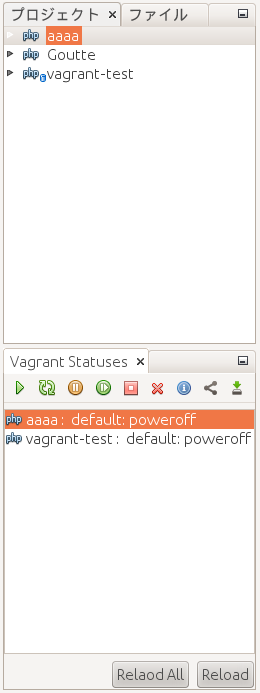 プロジェクト ファイル
php aaaa
php Goutte
php vagrant-test
Vagrant Statuses
php aaaa : default: poweroff
php vagrant-test : default: poweroff
Relaod All Reload